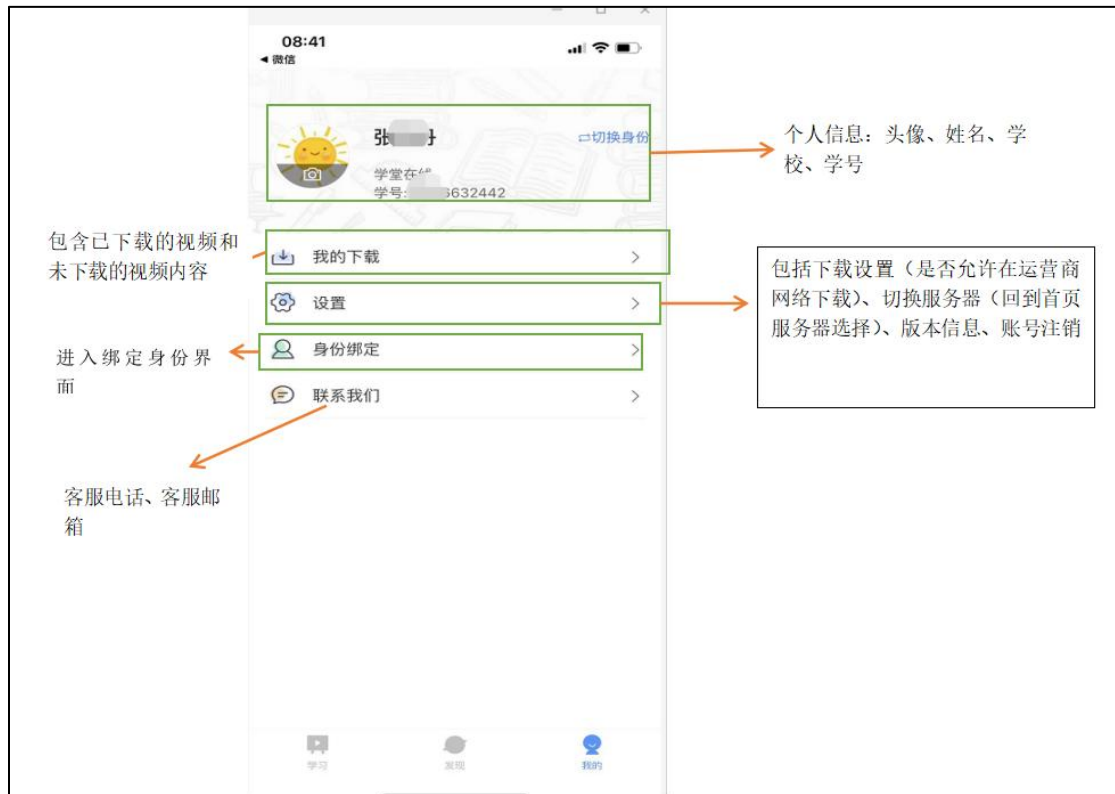 08:41
微信
张
切换身份
学堂在
学号:
6632442
个人信息：头像、姓名、学
校、学号
包含已下载的视频和
未下载的视频内容
我的下载
设置
包括下载设置（是否允许在运营商
网络下载）、切换服务器（回到首页
服务器选择）、版本信息、账号注销
进入绑定身份界
面
身份绑定
联系我们
客服电话、客服邮
箱
学习
发现
我的